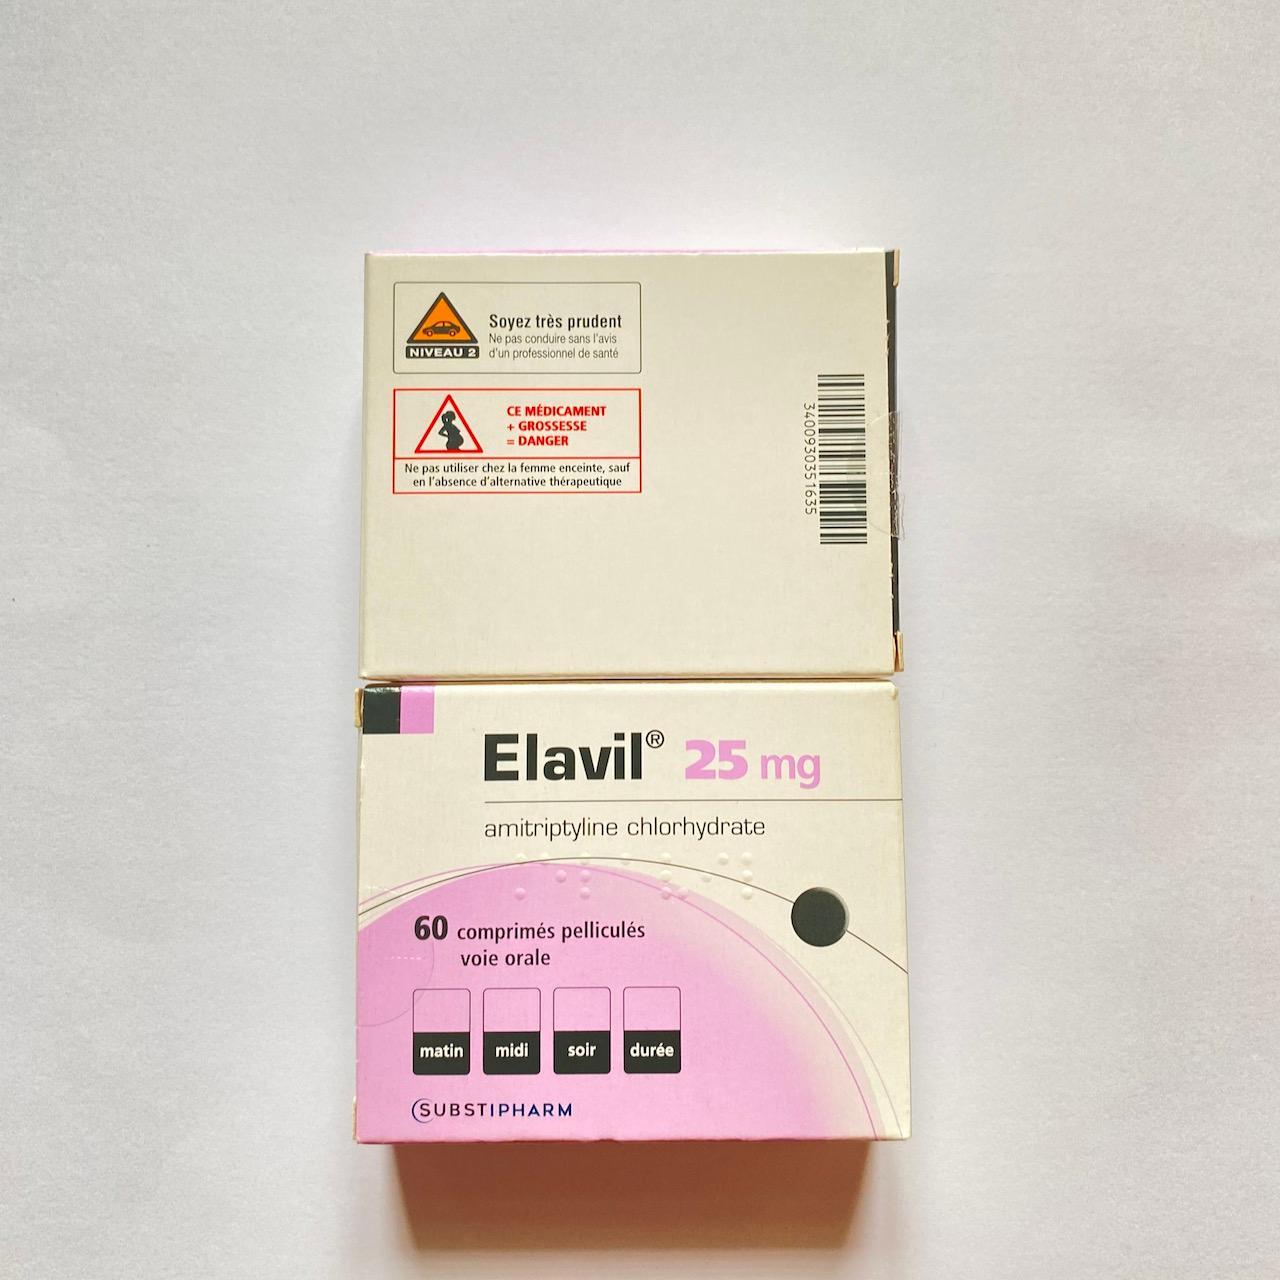 NIVEAU 2
Soyez très prudent
Ne pas conduire sans l'avis
d'un professionnel de santé
CE MÉDICAMENT
+ GROSSESSE
= DANGER
Ne pas utiliser chez la femme enceinte, sauf
en l'absence d'alternative thérapeutique
3400930351635
Elavil® 25 mg
amitriptyline chlorhydrate
60 comprimés pelliculés
voie orale
matin midi soir durée
SUBSTIPHARM